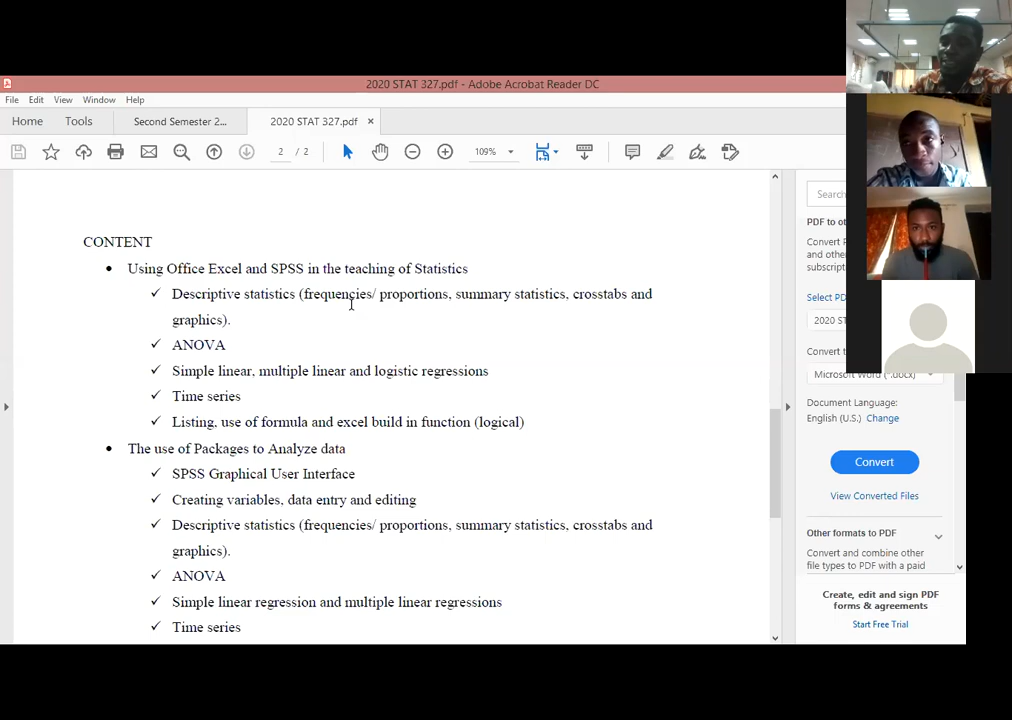 2020 STAT 327.pdf - Adobe Acrobat Reader DC
File Edit View Window Help
Home Tools Second Semester 2... 2020 STAT 327.pdf ×
2 / 2 109%
Search
CONTENT
• Using Office Excel and SPSS in the teaching of Statistics
✓ Descriptive statistics (frequencies/ proportions, summary statistics, crosstabs and
graphics).
✓ ANOVA
✓ Simple linear, multiple linear and logistic regressions
✓ Time series
✓ Listing, use of formula and excel build in function (logical)
• The use of Packages to Analyze data
✓ SPSS Graphical User Interface
✓ Creating variables, data entry and editing
✓ Descriptive statistics (frequencies/ proportions, summary statistics, crosstabs and
graphics).
✓ ANOVA
✓ Simple linear regression and multiple linear regressions
✓ Time series
PDF to ot
Convert
and othe
subscript
Select PD
2020 ST
Convert t
Microsoft Word (*.docx)
Document Language:
English (U.S.) Change
Convert
View Converted Files
Other formats to PDF
Convert and combine other
file types to PDF with a paid
Create, edit and sign PDF
forms & agreements
Start Free Trial